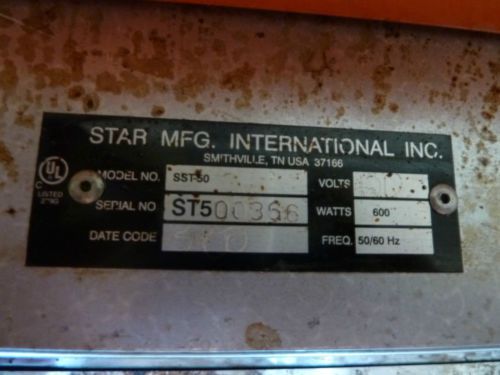 STAR MFG. INTERNATIONAL INC.
SMITHVILLE, TN USA 37166
UL
C
LISTED
MODEL NO. SST-50 VOLTS
SERIAL NO ST500366 WATTS 600
DATE CODE FREQ. 50/60 Hz